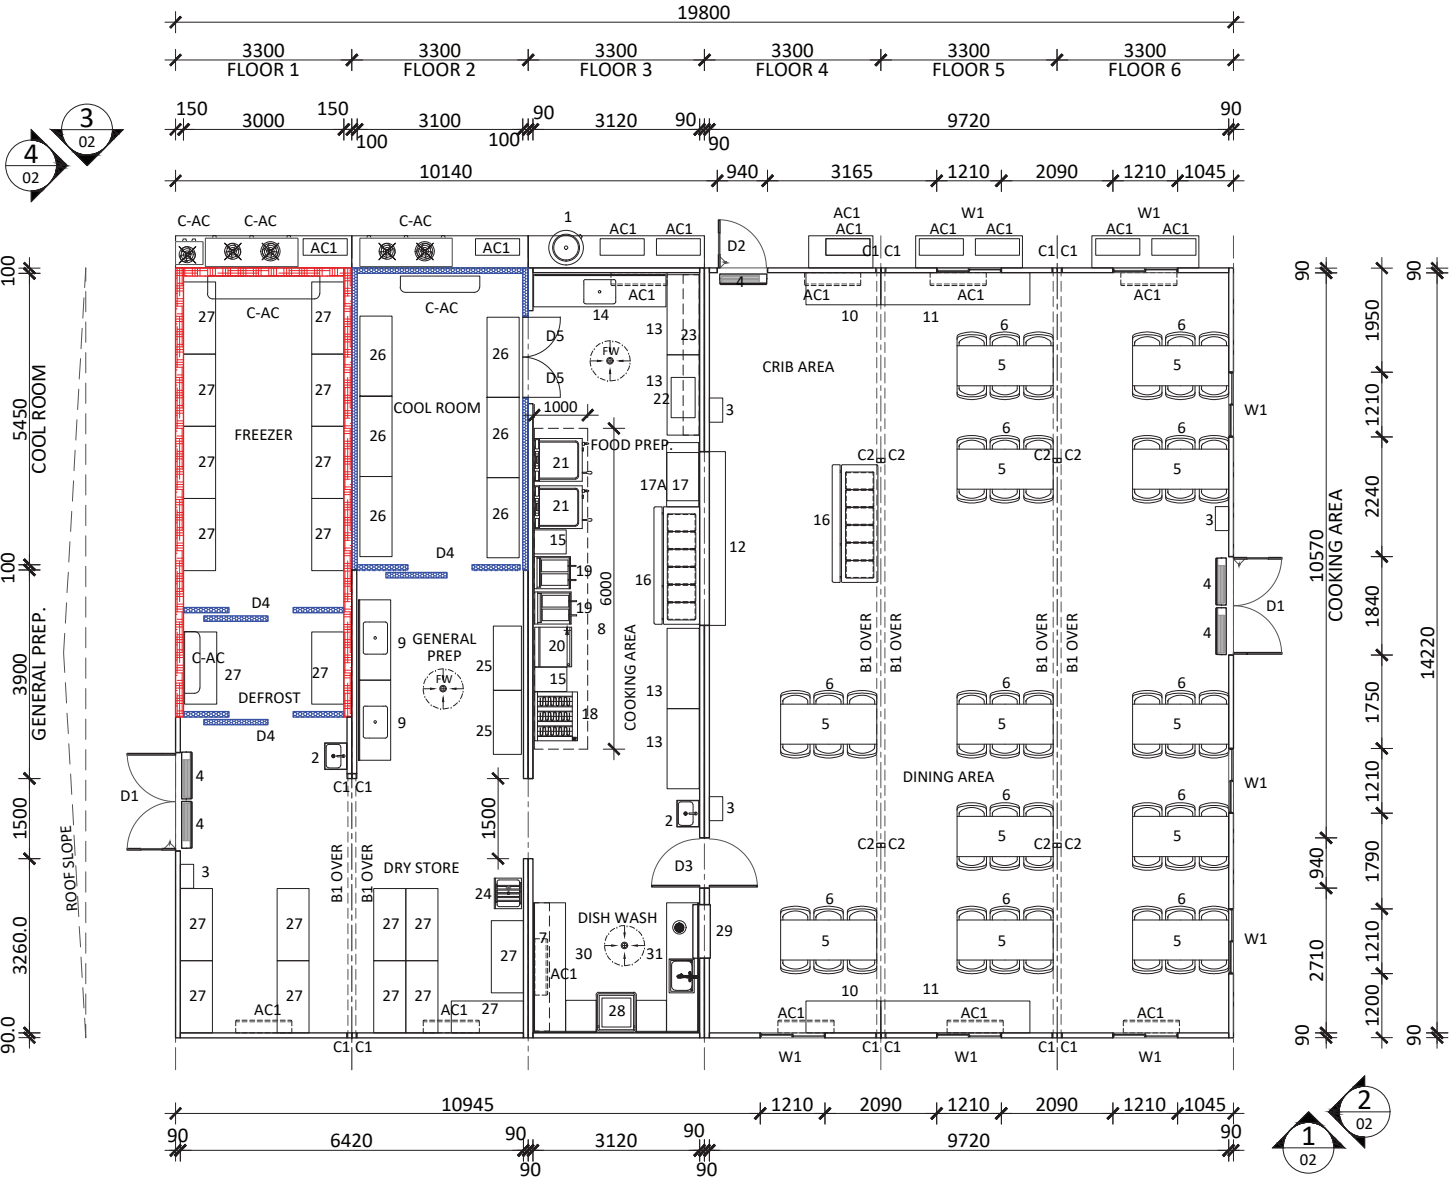 19800
3300 3300 3300 3300 3300 3300
FLOOR 1 FLOOR 2 FLOOR 3 FLOOR 4 FLOOR 5 FLOOR 6
150 3000 150 100 3100 100 90 3120 90 90 9720 90
3
02
4
02
10140 940 3165 1210 2090 1210 1045
C-AC C-AC C-AC 1 AC1 W1 W1
AC1 AC1 AC1 AC1 AC1 AC1 AC1 AC1 AC1
D2 C1 C1 C1 C1
4
C-AC C-AC AC1 AC1 AC1 AC1
27 27 14 13 23 10 11
26 26 D5 FW 6 6
D5 CRIB AREA 5 5
27 27 13
22 3 W1
COOL ROOM 1000
FREEZER 26 26 FOOD PREP. 6 6
C2 C2 C2 C2
27 27 21 17A 17 5 5
26 26 21 16 3
27 27 15 12
D4 19 16 4
D4 19 6000 8 D1
C-AC 27 27 9 GENERAL
PREP 20 4
25 15 COOKING AREA B1 OVER B1 OVER B1 OVER B1 OVER
DEFROST FW 13 6 6 6
D4 9 25 18 5 5 5
13
2
4 C1 C1 DINING AREA W1
D1 1500 3 6 6
4 2
C2 C2 C2 C2
5 5
3 B1 OVER B1 OVER DRY STORE D3
24
27 27 27 27 DISH WASH 6 6 6
27 7 30 31 29 5 5 5 W1
AC1
27 27 27 27 27 28 10 11
AC1 AC1 AC1 AC1 AC1
C1 C1 W1 C1 C1 W1 C1 C1 W1
100
5450
COOL ROOM
100
3900
GENERAL PREP.
1500
3260.0
90.0
ROOF SLOPE
90
10570
COOKING AREA
940
2710
90
1950
1210
2240
1840
1750
1210
1790
1210
1200
90
14220
90
10945 1210 2090 1210 2090 1210 1045
90 6420 90 90 3120 90 90 9720 90
2
02
1
02